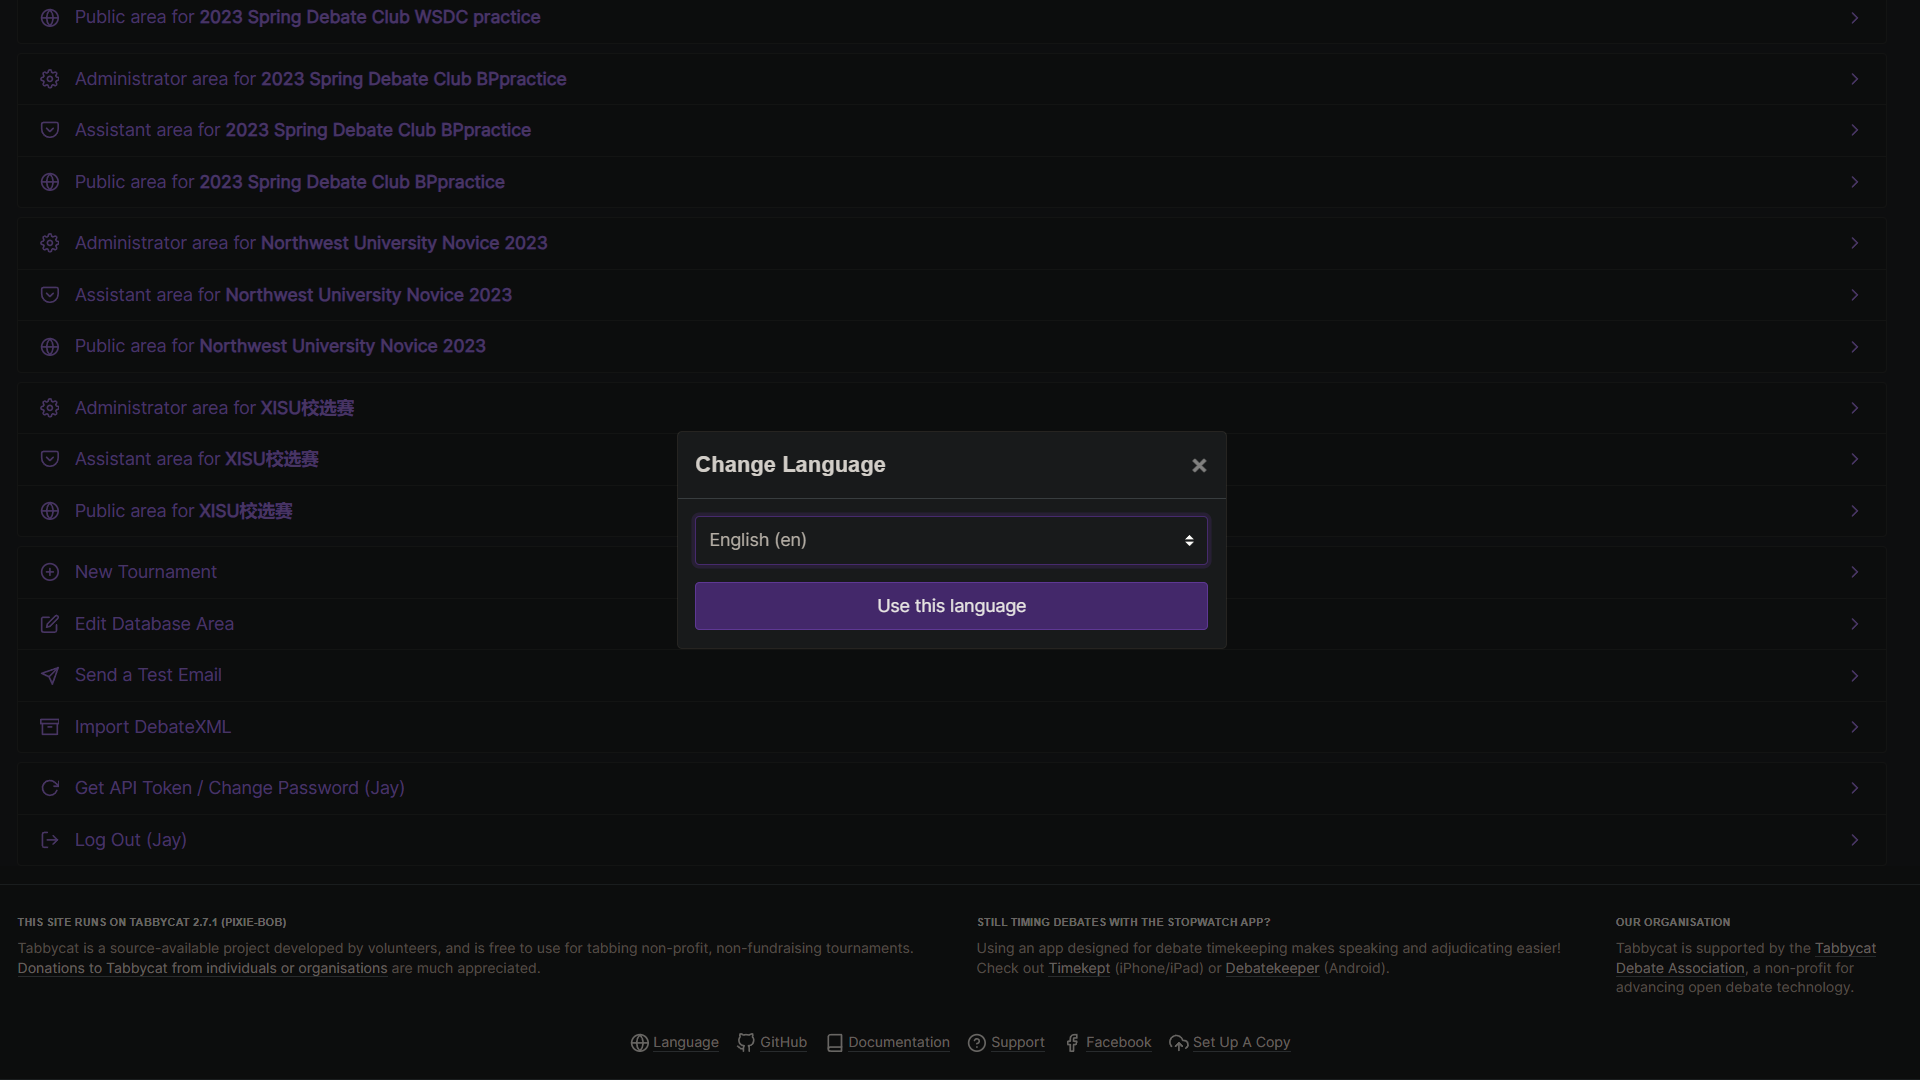 Public area for 2023 Spring Debate Club WSDC practice
Administrator area for 2023 Spring Debate Club BPpractice
Assistant area for 2023 Spring Debate Club BPpractice
Public area for 2023 Spring Debate Club BPpractice
Administrator area for Northwest University Novice 2023
Assistant area for Northwest University Novice 2023
Public area for Northwest University Novice 2023
Administrator area for XISU校选赛
Assistant area for XISU校选赛
Public area for XISU校选赛
New Tournament
Edit Database Area
Send a Test Email
Import DebateXML
Get API Token / Change Password (Jay)
Log Out (Jay)
Change Language
×
English (en)
Use this language
THIS SITE RUNS ON TABBYCAT 2.7.1 (PIXIE-BOB)
Tabbycat is a source-available project developed by volunteers, and is free to use for tabbing non-profit, non-fundraising tournaments.
Donations to Tabbycat from individuals or organisations are much appreciated.
STILL TIMING DEBATES WITH THE STOPWATCH APP?
Using an app designed for debate timekeeping makes speaking and adjudicating easier!
Check out Timekept (iPhone/iPad) or Debatekeeper (Android).
OUR ORGANISATION
Tabbycat is supported by the Tabbycat
Debate Association, a non-profit for
advancing open debate technology.
Language GitHub Documentation Support Facebook Set Up A Copy